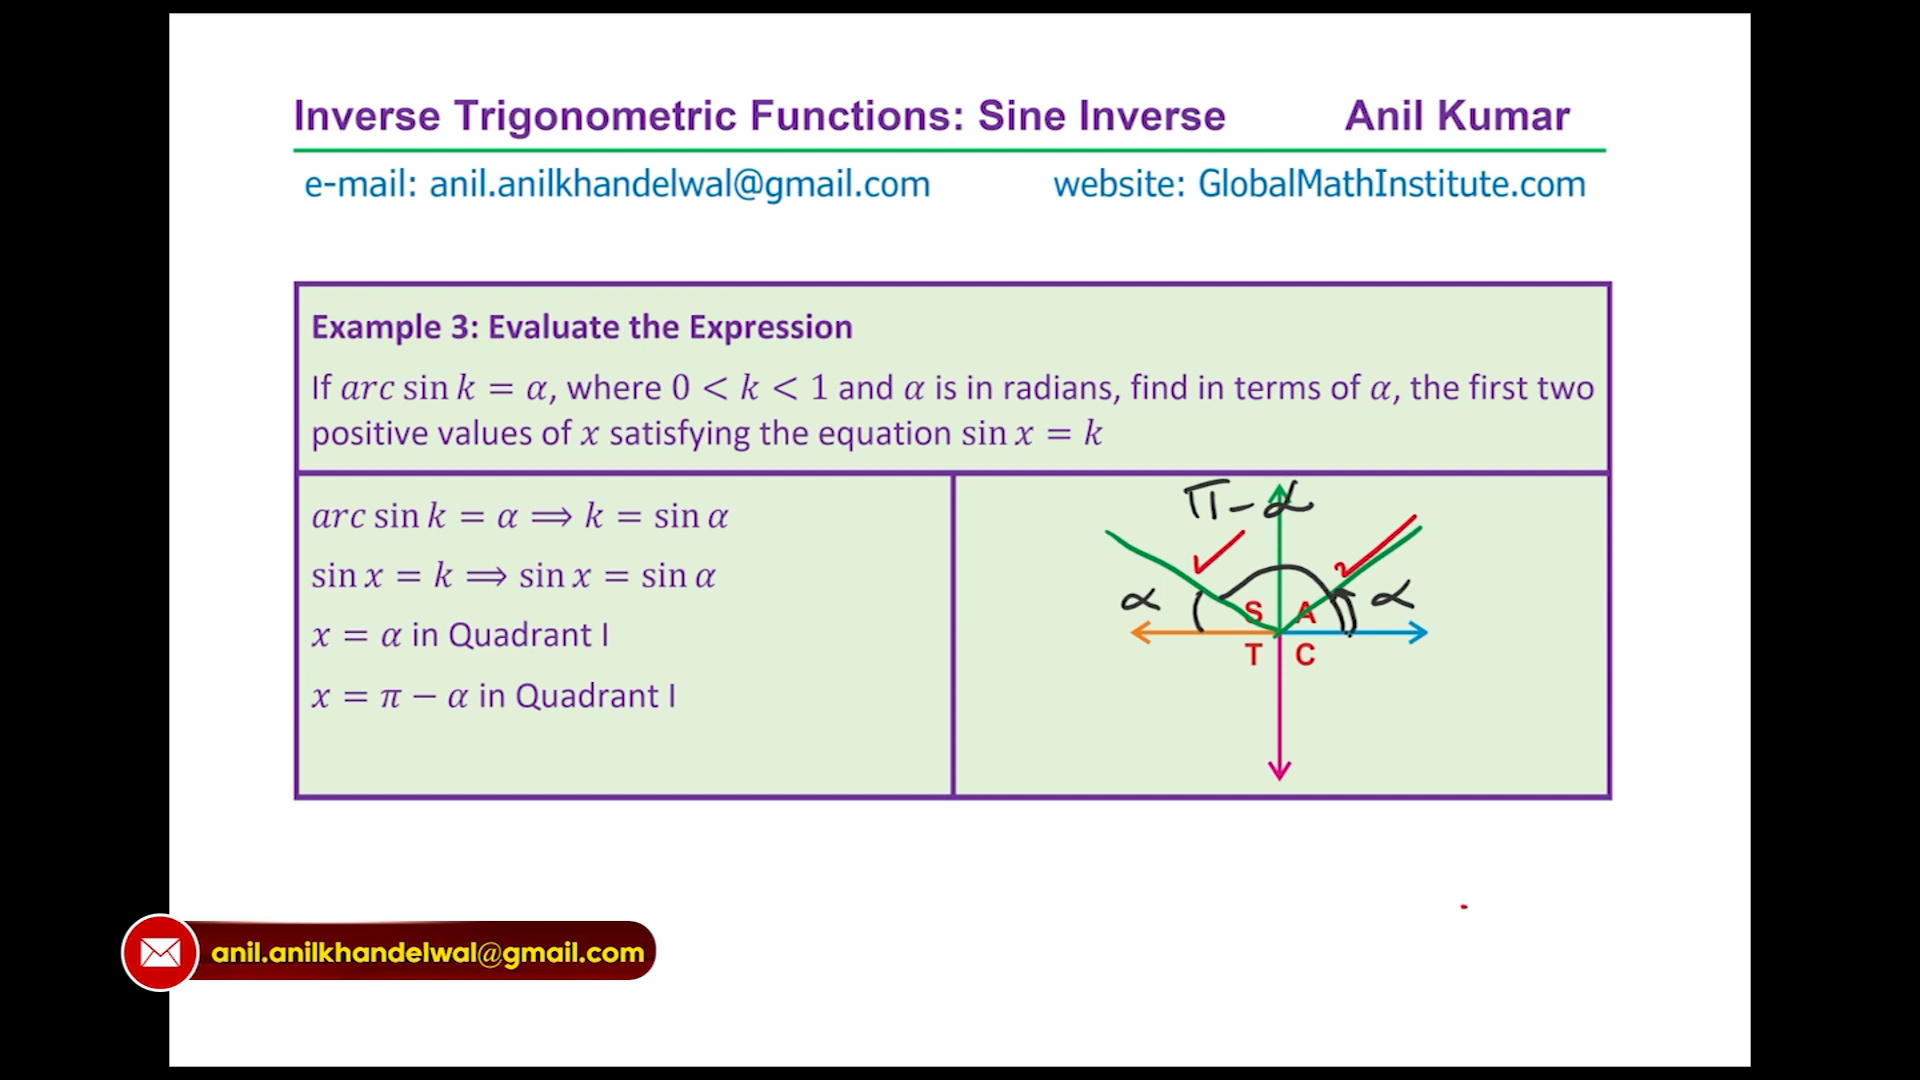 Inverse Trigonometric Functions: Sine Inverse Anil Kumar
e-mail: anil.anilkhandelwal@gmail.com website: GlobalMathInstitute.com
Example 3: Evaluate the Expression
If arc sin k = α, where 0 < k < 1 and α is in radians, find in terms of α, the first two
positive values of x satisfying the equation sin x = k
arc sin k = α ⟹ k = sin α
sin x = k ⟹ sin x = sin α
x = α in Quadrant I
x = π − α in Quadrant I
π - α
α α
S A
T C
anil.anilkhandelwal@gmail.com